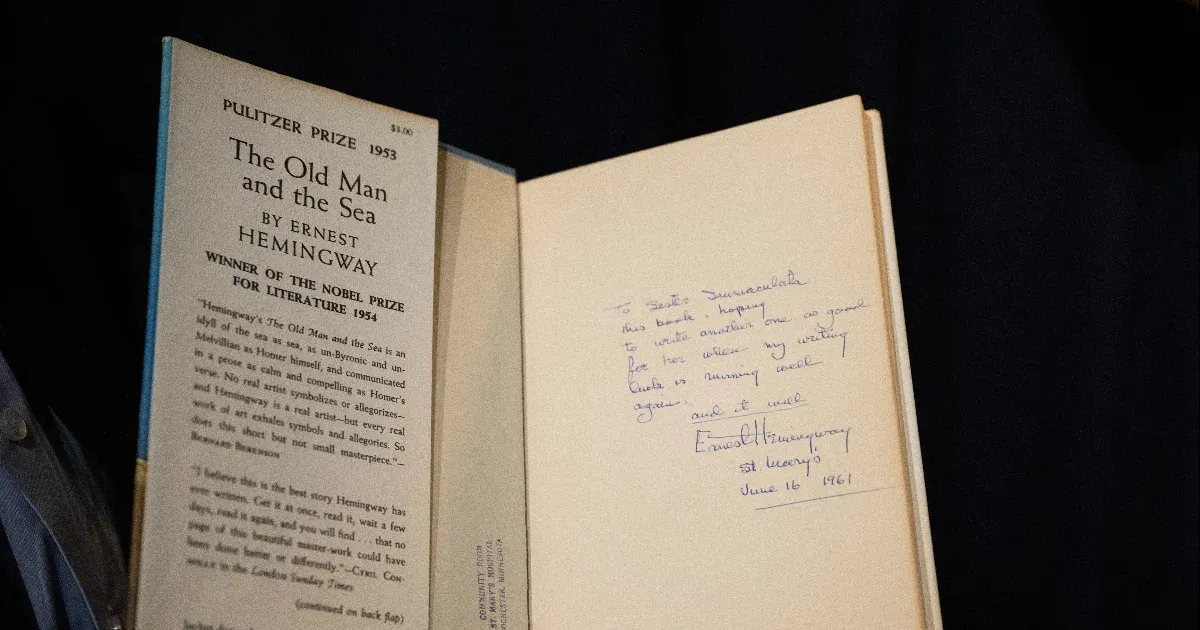 PULITZER PRIZE 1953
$3.00
The Old Man
and the Sea
BY ERNEST
HEMINGWAY
WINNER OF THE NOBEL PRIZE
FOR LITERATURE 1954
"Hemingway's The Old Man and the Sea is an
idyll of the sea as sea, as un-Byronic and un-
Melvillian as Homer himself, and communicated
in a prose as calm and compelling as Homer's
verse. No real artist symbolizes or allegorizes—
and Hemingway is a real artist—but every real
work of art exhales symbols and allegories. So
does this short but not small masterpiece."—
BERNARD BERENSON
"I believe this is the best story Hemingway has
ever written. Get it at once, read it, wait a few
days, read it again, and you will find . . . that no
page of this beautiful master-work could have
been done better or differently."—CYRIL CON-
NOLLY in the London Sunday Times
(continued on back flap)
COMMUNITY ROOM
ST. MARY'S HOSPITAL
ROCHESTER, MINNESOTA
To Sister Immaculata
this book, hoping
to write another one as good
for her when my writing
luck is running well
again.
and it will
Ernest Hemingway
St. Mary's
June 16 1961